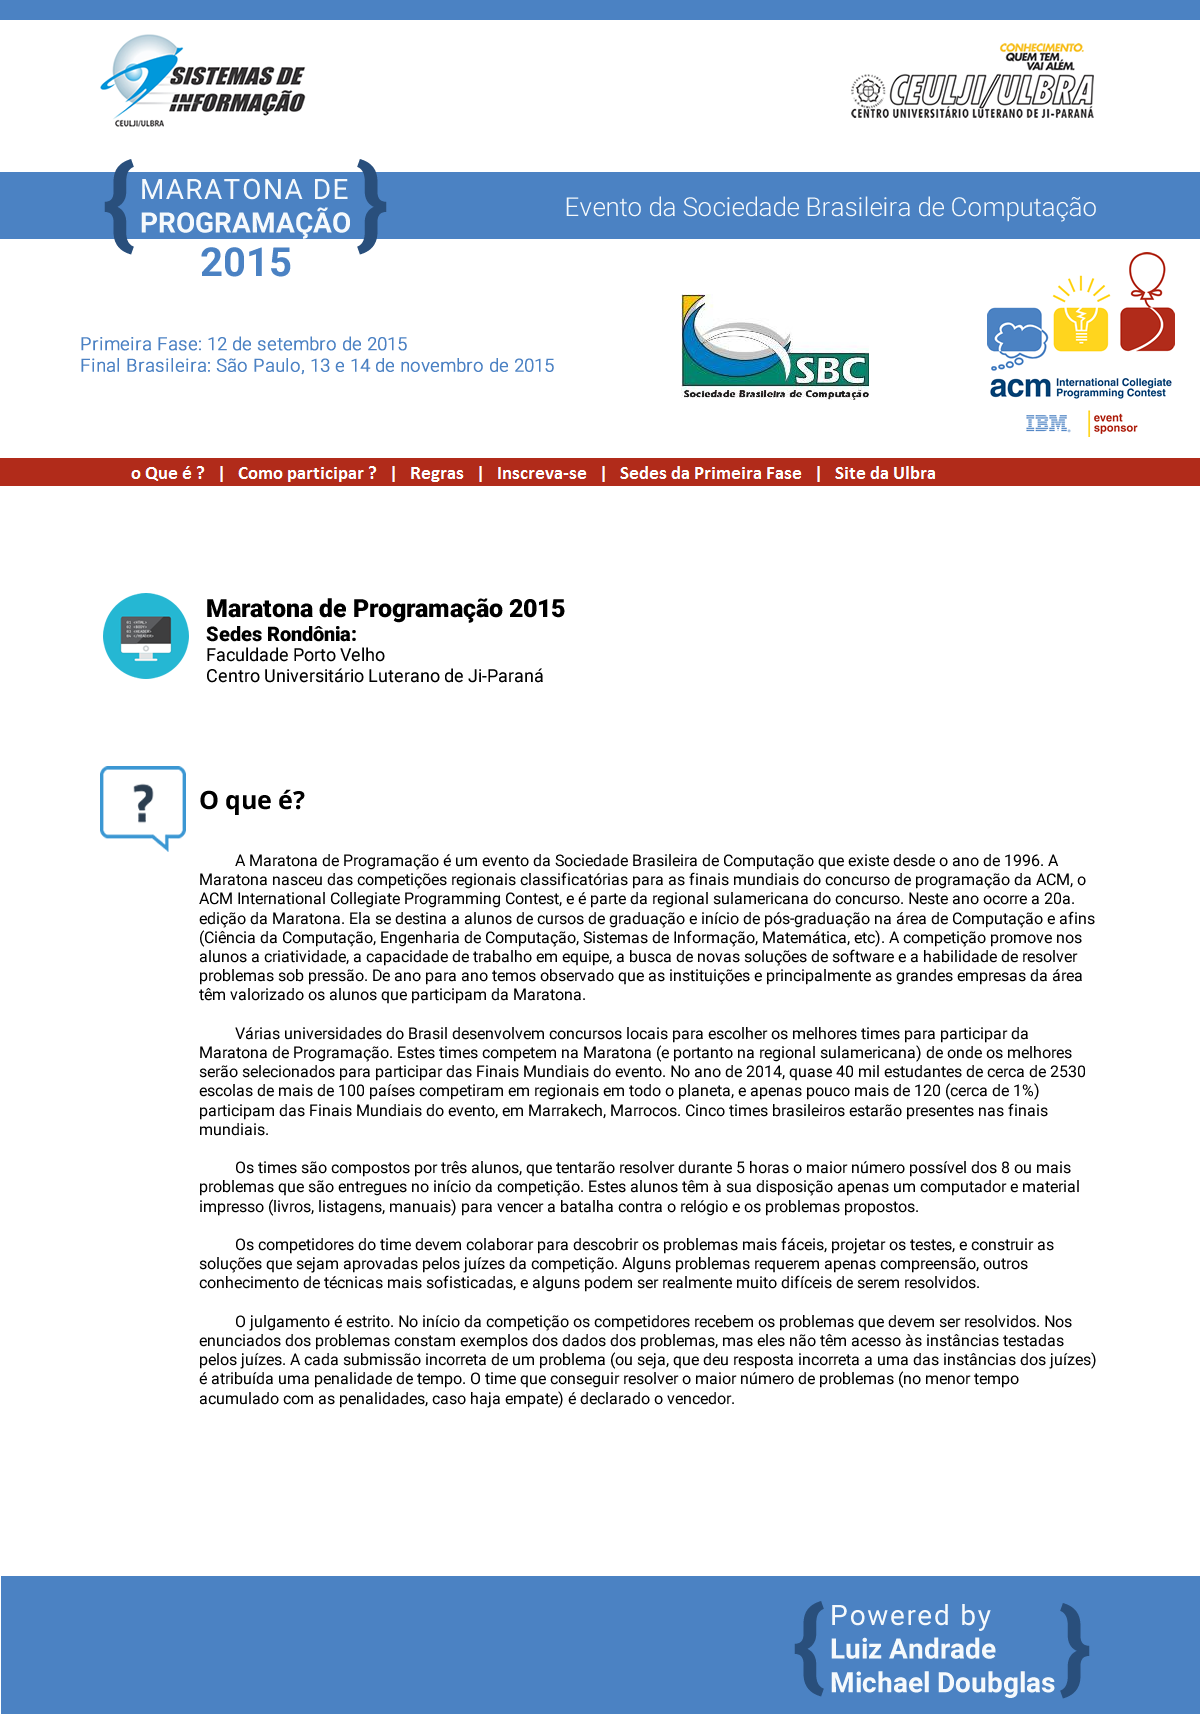 SISTEMAS DE
INFORMAÇÃO
CEULJI/ULBRA
CONHECIMENTO.
QUEM TEM,
VAI ALÉM.
CEULJI/ULBRA
CENTRO UNIVERSITÁRIO LUTERANO DE JI-PARANÁ
{ MARATONA DE
PROGRAMAÇÃO }
2015
Evento da Sociedade Brasileira de Computação
Primeira Fase: 12 de setembro de 2015
Final Brasileira: São Paulo, 13 e 14 de novembro de 2015
SBC
Sociedade Brasileira de Computação
acm International Collegiate
Programming Contest
IBM. | event
sponsor
o Que é ? | Como participar ? | Regras | Inscreva-se | Sedes da Primeira Fase | Site da Ulbra
Maratona de Programação 2015
Sedes Rondônia:
Faculdade Porto Velho
Centro Universitário Luterano de Ji-Paraná
?
O que é?
A Maratona de Programação é um evento da Sociedade Brasileira de Computação que existe desde o ano de 1996. A
Maratona nasceu das competições regionais classificatórias para as finais mundiais do concurso de programação da ACM, o
ACM International Collegiate Programming Contest, e é parte da regional sulamericana do concurso. Neste ano ocorre a 20a.
edição da Maratona. Ela se destina a alunos de cursos de graduação e início de pós-graduação na área de Computação e afins
(Ciência da Computação, Engenharia de Computação, Sistemas de Informação, Matemática, etc). A competição promove nos
alunos a criatividade, a capacidade de trabalho em equipe, a busca de novas soluções de software e a habilidade de resolver
problemas sob pressão. De ano para ano temos observado que as instituições e principalmente as grandes empresas da área
têm valorizado os alunos que participam da Maratona.
Várias universidades do Brasil desenvolvem concursos locais para escolher os melhores times para participar da
Maratona de Programação. Estes times competem na Maratona (e portanto na regional sulamericana) de onde os melhores
serão selecionados para participar das Finais Mundiais do evento. No ano de 2014, quase 40 mil estudantes de cerca de 2530
escolas de mais de 100 países competiram em regionais em todo o planeta, e apenas pouco mais de 120 (cerca de 1%)
participam das Finais Mundiais do evento, em Marrakech, Marrocos. Cinco times brasileiros estarão presentes nas finais
mundiais.
Os times são compostos por três alunos, que tentarão resolver durante 5 horas o maior número possível dos 8 ou mais
problemas que são entregues no início da competição. Estes alunos têm à sua disposição apenas um computador e material
impresso (livros, listagens, manuais) para vencer a batalha contra o relógio e os problemas propostos.
Os competidores do time devem colaborar para descobrir os problemas mais fáceis, projetar os testes, e construir as
soluções que sejam aprovadas pelos juízes da competição. Alguns problemas requerem apenas compreensão, outros
conhecimento de técnicas mais sofisticadas, e alguns podem ser realmente muito difíceis de serem resolvidos.
O julgamento é estrito. No início da competição os competidores recebem os problemas que devem ser resolvidos. Nos
enunciados dos problemas constam exemplos dos dados dos problemas, mas eles não têm acesso às instâncias testadas
pelos juízes. A cada submissão incorreta de um problema (ou seja, que deu resposta incorreta a uma das instâncias dos juízes)
é atribuída uma penalidade de tempo. O time que conseguir resolver o maior número de problemas (no menor tempo
acumulado com as penalidades, caso haja empate) é declarado o vencedor.
{ Powered by
Luiz Andrade
Michael Doubglas }